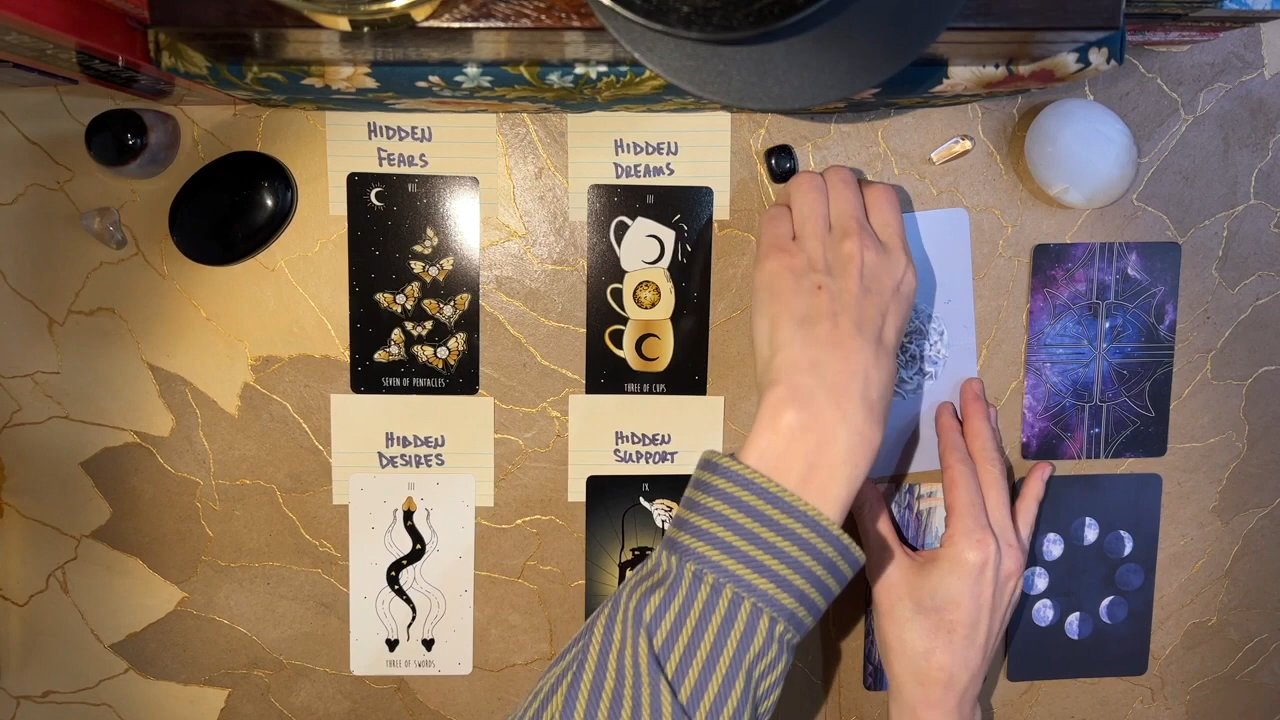 HIDDEN
FEARS
VII
SEVEN OF PENTACLES
HIDDEN
DREAMS
III
THREE OF CUPS
HIDDEN
DESIRES
III
THREE OF SWORDS
HIDDEN
SUPPORT
IX